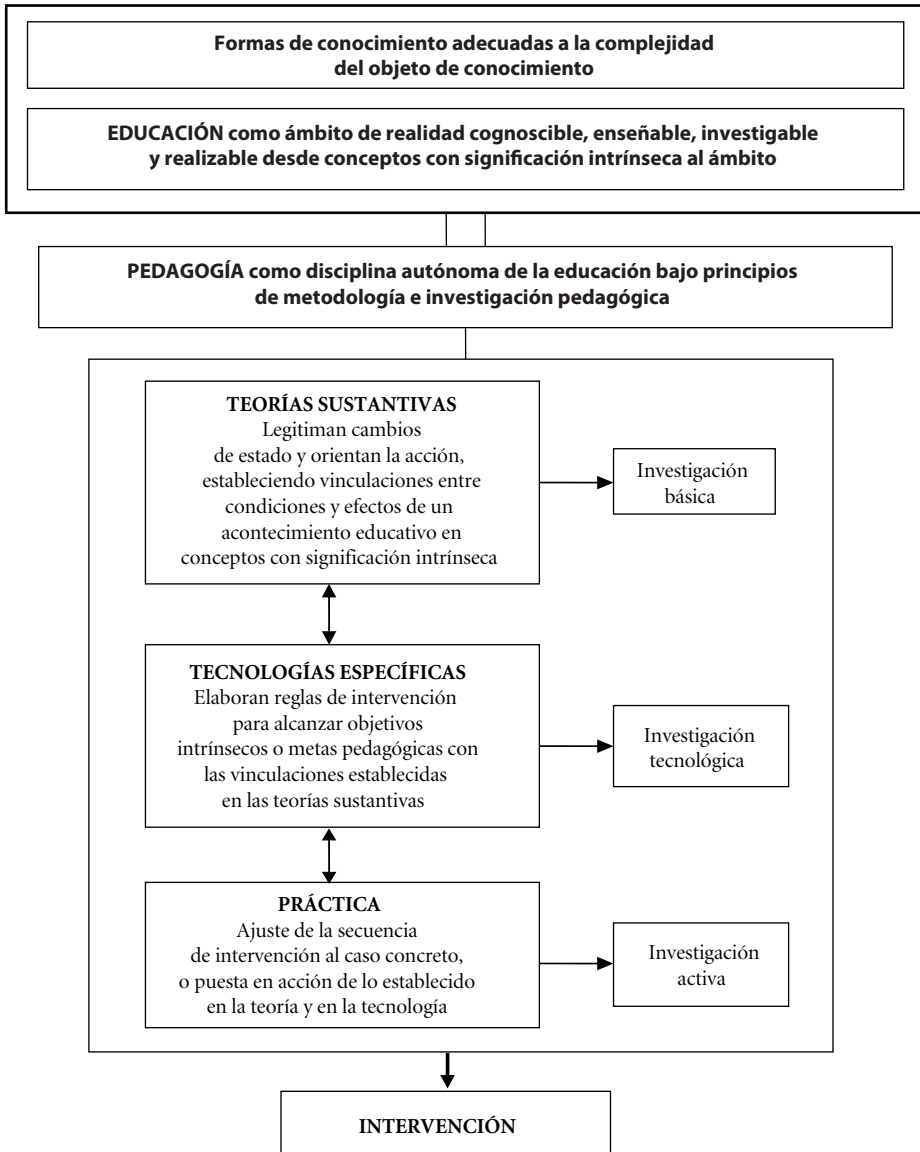 Formas de conocimiento adecuadas a la complejidad
del objeto de conocimiento
EDUCACIÓN como ámbito de realidad cognoscible, enseñable, investigable
y realizable desde conceptos con significación intrínseca al ámbito
PEDAGOGÍA como disciplina autónoma de la educación bajo principios
de metodología e investigación pedagógica
TEORÍAS SUSTANTIVAS
Legitiman cambios
de estado y orientan la acción,
estableciendo vinculaciones entre
condiciones y efectos de un
acontecimiento educativo en
conceptos con significación intrínseca
Investigación
básica
TECNOLOGÍAS ESPECÍFICAS
Elaboran reglas de intervención
para alcanzar objetivos
intrínsecos o metas pedagógicas con
las vinculaciones establecidas
en las teorías sustantivas
Investigación
tecnológica
PRÁCTICA
Ajuste de la secuencia
de intervención al caso concreto,
o puesta en acción de lo establecido
en la teoría y en la tecnología
Investigación
activa
INTERVENCIÓN